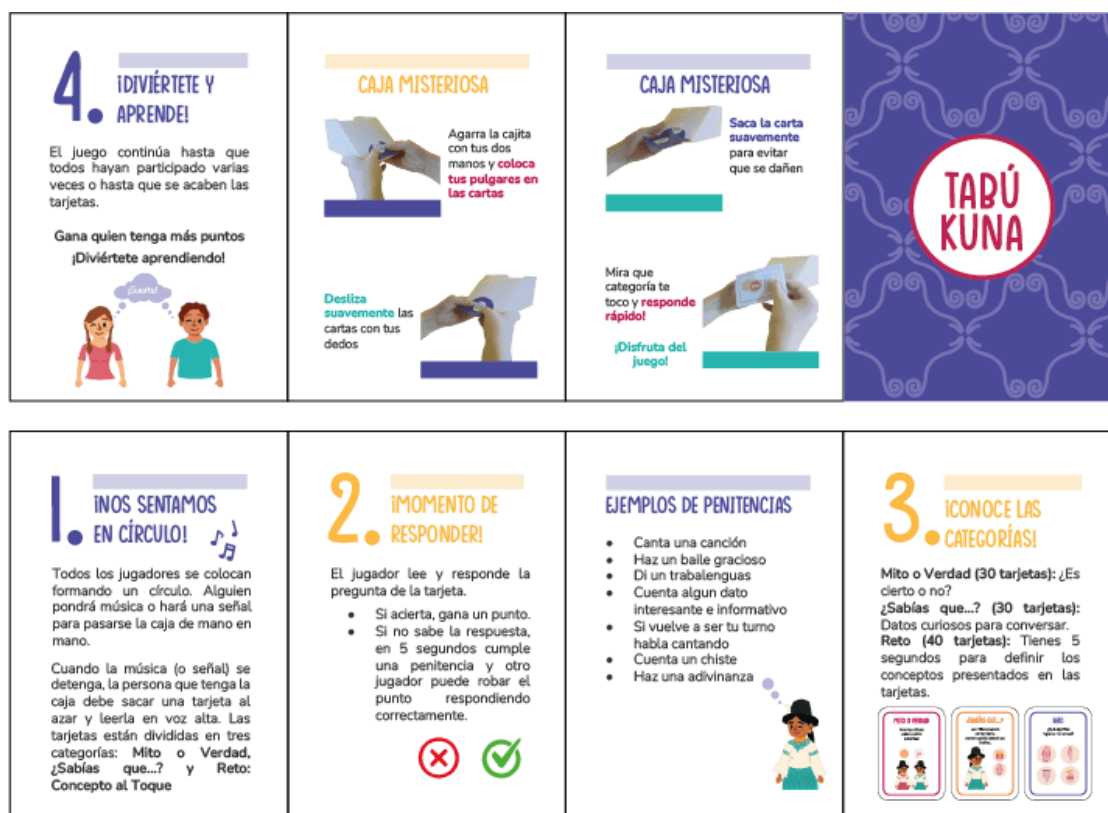 4.
¡DIVIÉRTETE Y
APRENDE!
El juego continúa hasta que
todos hayan participado varias
veces o hasta que se acaben las
tarjetas.
Gana quien tenga más puntos
¡Diviértete aprendiendo!
¡Suerte!
CAJA MISTERIOSA
Agarra la cajita
con tus dos
manos y coloca
tus pulgares en
las cartas
Desliza
suavemente las
cartas con tus
dedos
CAJA MISTERIOSA
Saca la carta
suavemente
para evitar
que se dañen
Mira que
categoría te
toco y responde
rápido!
¡Disfruta del
juego!
TABÚ
KUNA
1.
¡NOS SENTAMOS
EN CÍRCULO!
Todos los jugadores se colocan
formando un círculo. Alguien
pondrá música o hará una señal
para pasarse la caja de mano en
mano.
Cuando la música (o señal) se
detenga, la persona que tenga la
caja debe sacar una tarjeta al
azar y leerla en voz alta. Las
tarjetas están divididas en tres
categorías: Mito o Verdad,
¿Sabías que...? y Reto:
Concepto al Toque
2.
¡MOMENTO DE
RESPONDER!
El jugador lee y responde la
pregunta de la tarjeta.
• Si acierta, gana un punto.
• Si no sabe la respuesta,
en 5 segundos cumple
una penitencia y otro
jugador puede robar el
punto respondiendo
correctamente.
EJEMPLOS DE PENITENCIAS
• Canta una canción
• Haz un baile gracioso
• Di un trabalenguas
• Cuenta algun dato
interesante e informativo
• Si vuelve a ser tu turno
habla cantando
• Cuenta un chiste
• Haz una adivinanza
3.
¡CONOCE LAS
CATEGORÍAS!
Mito o Verdad (30 tarjetas): ¿Es
cierto o no?
¿Sabías que...? (30 tarjetas):
Datos curiosos para conversar.
Reto (40 tarjetas): Tienes 5
segundos para definir los
conceptos presentados en las
tarjetas.
MITO O VERDAD
¿SABÍAS QUE...?
RETO